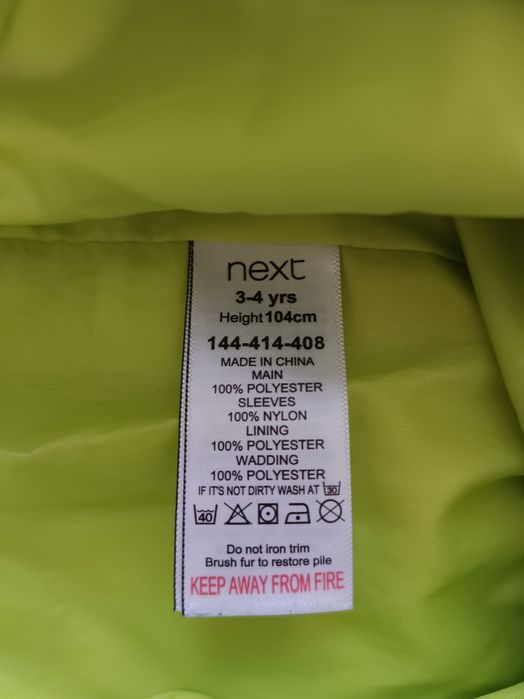 next
3-4 yrs
Height 104cm
144-414-408
MADE IN CHINA
MAIN
100% POLYESTER
SLEEVES
100% NYLON
LINING
100% POLYESTER
WADDING
100% POLYESTER
IF IT'S NOT DIRTY WASH AT 30
40
Do not iron trim
Brush fur to restore pile
KEEP AWAY FROM FIRE